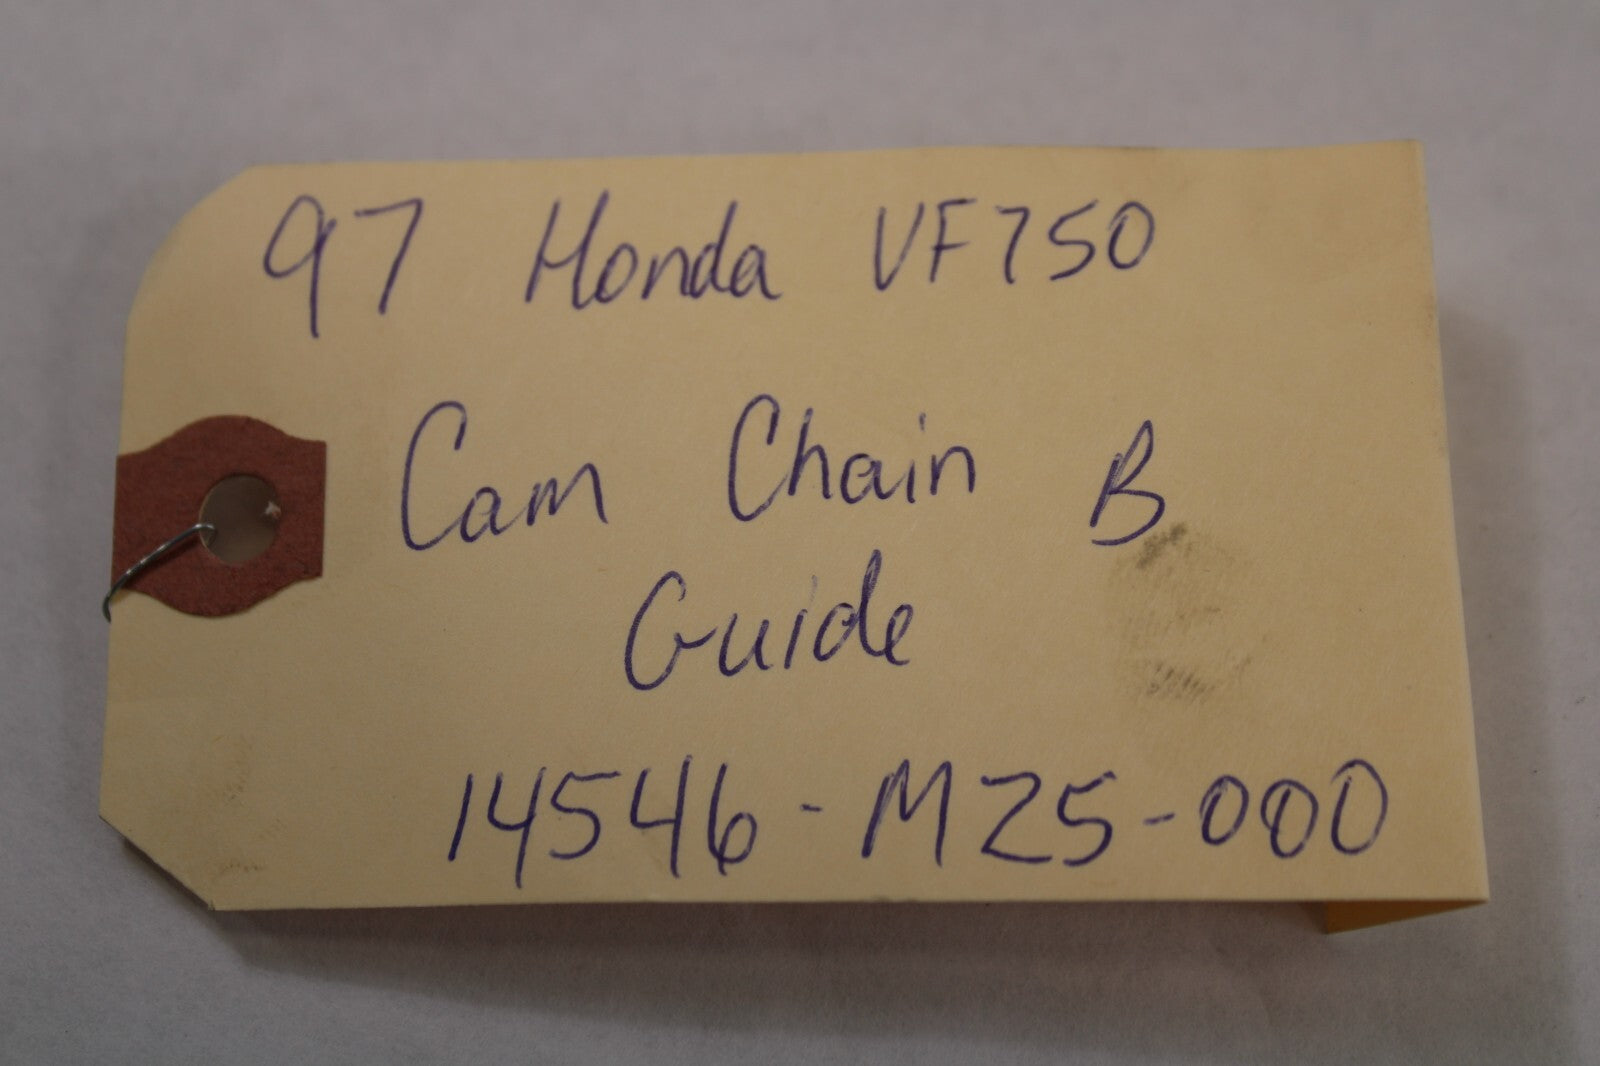 97 Honda VF750
Cam Chain B
Guide
14546-MZ5-000